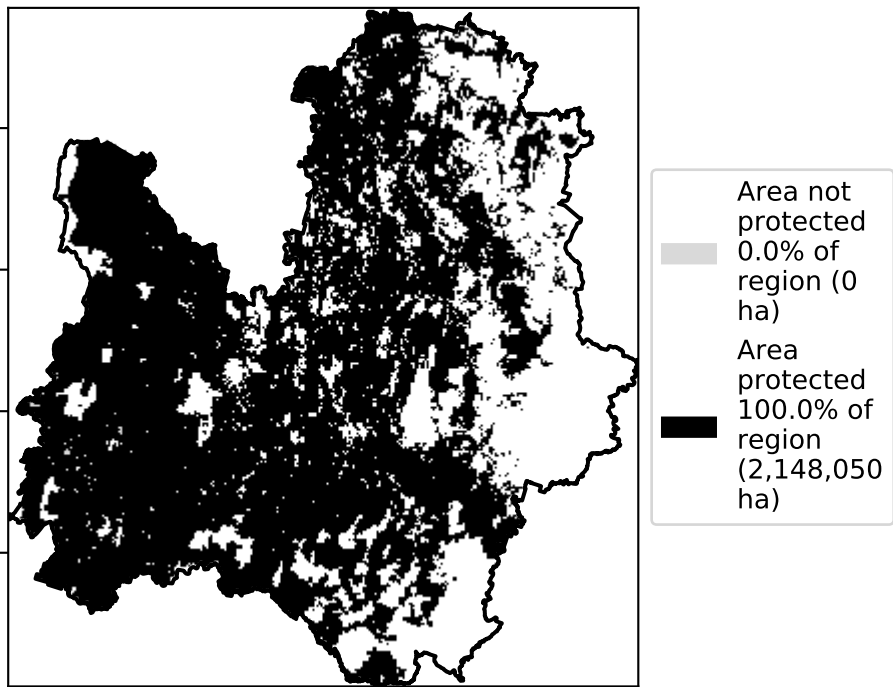 Area not
protected
0.0% of
region (0
ha)
Area
protected
100.0% of
region
(2,148,050
ha)